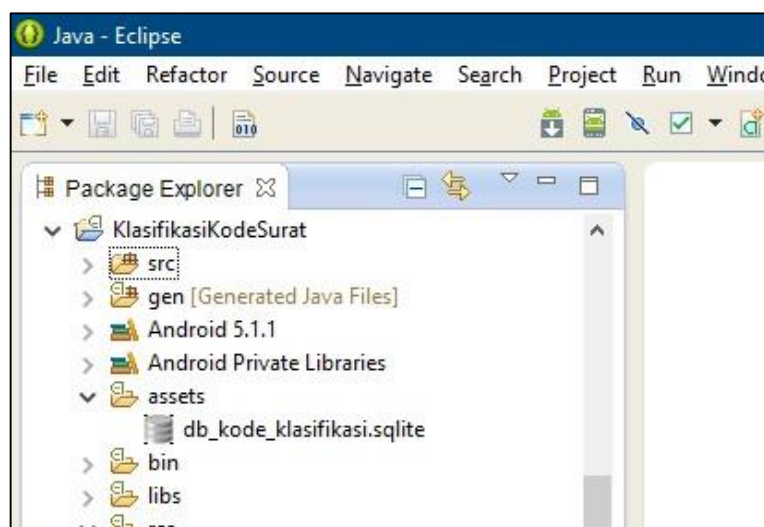 Java - Eclipse
File Edit Refactor Source Navigate Search Project Run
010
Package Explorer
KlasifikasiKodeSurat
src
gen [Generated Java Files]
Android 5.1.1
Android Private Libraries
assets
db_kode_klasifikasi.sqlite
bin
libs